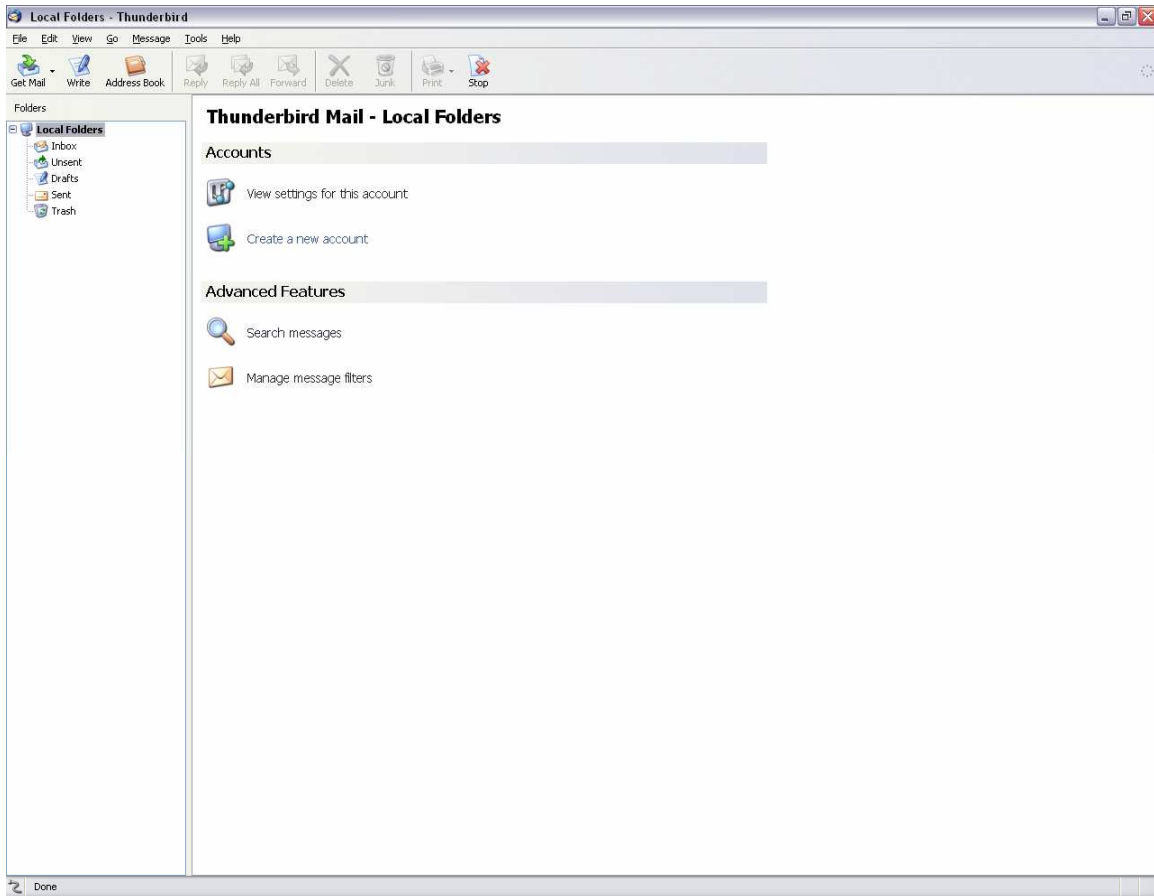 Local Folders - Thunderbird
File Edit View Go Message Tools Help
Get Mail Write Address Book Reply Reply All Forward Delete Junk Print Stop
Folders
Thunderbird Mail - Local Folders
Local Folders
Inbox
Unsent
Drafts
Sent
Trash
Accounts
View settings for this account
Create a new account
Advanced Features
Search messages
Manage message filters
Done